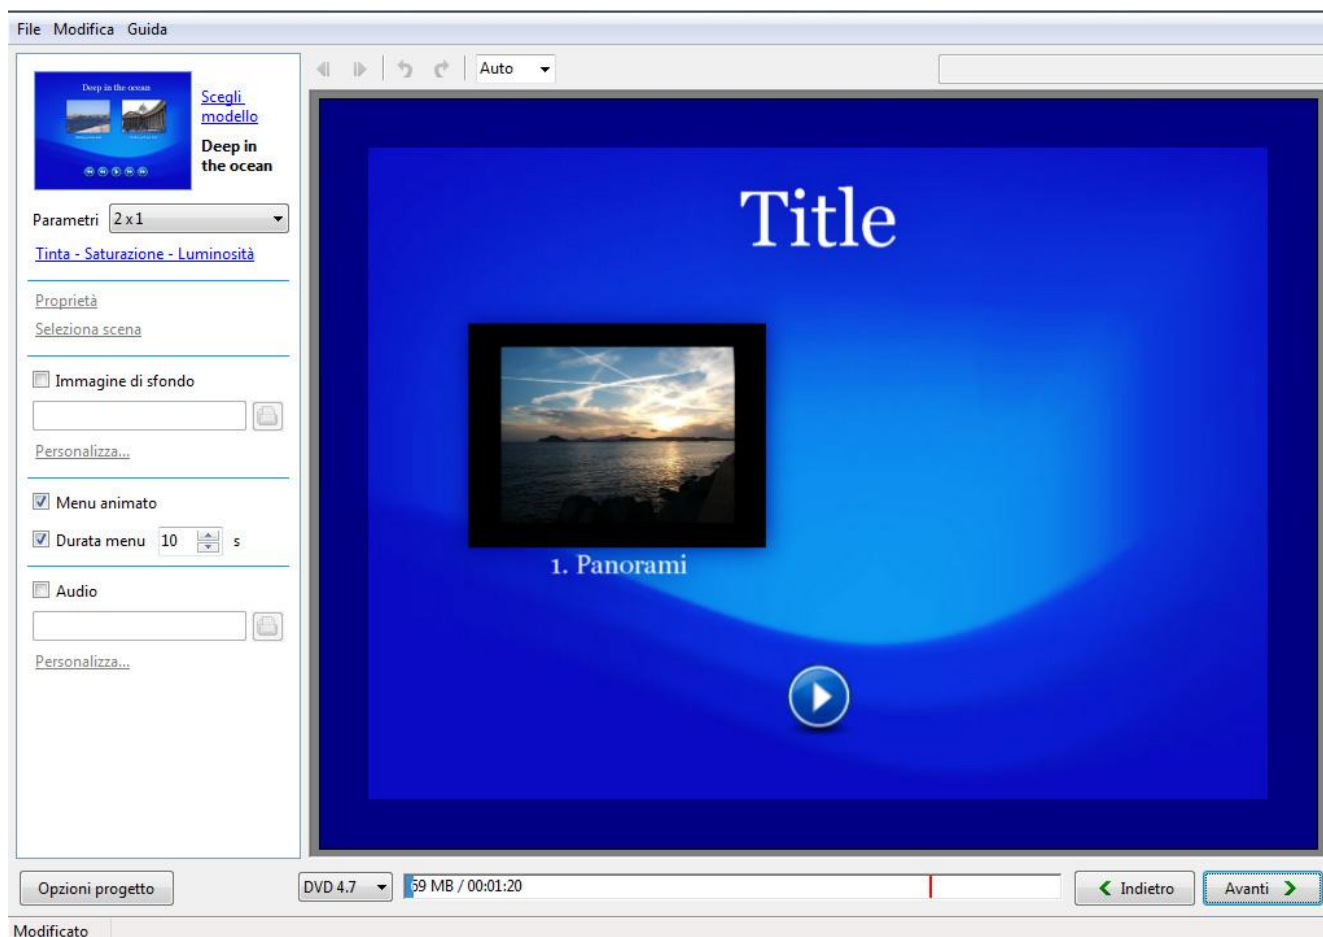 File Modifica Guida
Deep in the ocean
Scegli
modello
Deep in
the ocean
Parametri 2 x 1
Tinta - Saturazione - Luminosità
Proprietà
Seleziona scena
Immagine di sfondo
Personalizza...
Menu animato
Durata menu 10 s
Audio
Personalizza...
Auto
Title
1. Panorami
Opzioni progetto
DVD 4.7
59 MB / 00:01:20
Indietro
Avanti
Modificato